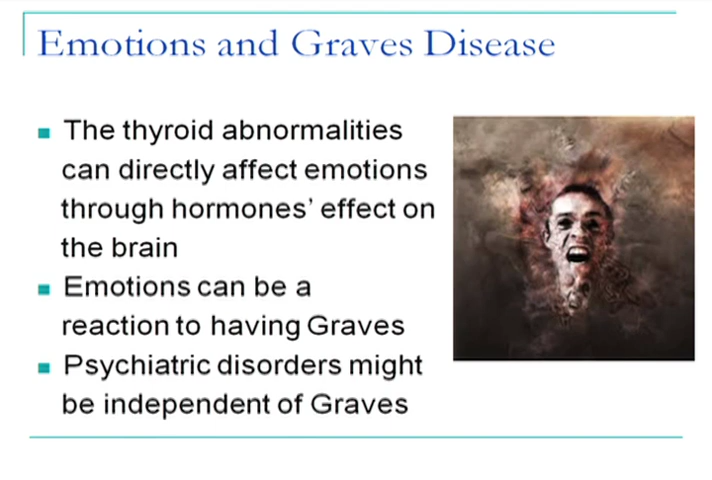 Emotions and Graves Disease
The thyroid abnormalities
can directly affect emotions
through hormones’ effect on
the brain
Emotions can be a
reaction to having Graves
Psychiatric disorders might
be independent of Graves